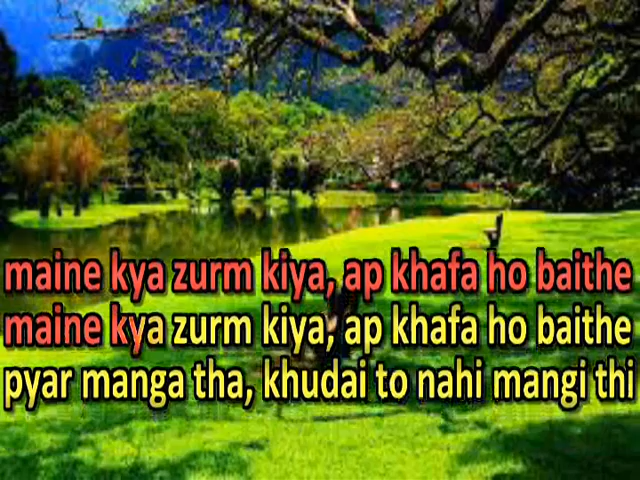 maine kya zurm kiya, ap khafa ho baithe
maine kya zurm kiya, ap khafa ho baithe
pyar manga tha, khudai to nahi mangi thi